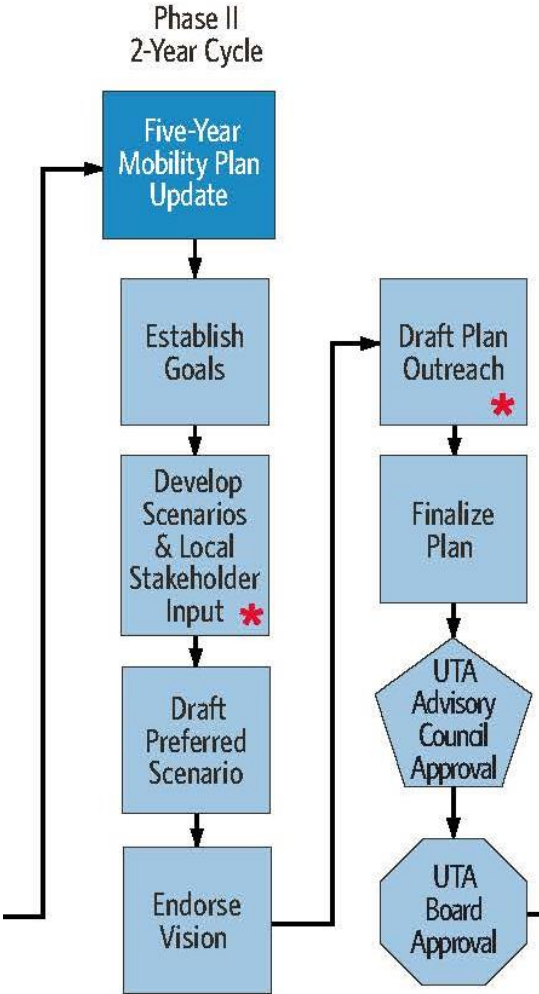 Phase II
2-Year Cycle
Five-Year
Mobility Plan
Update
Establish
Goals
Develop
Scenarios
& Local
Stakeholder
Input *
Draft
Preferred
Scenario
Endorse
Vision
Draft Plan
Outreach
*
Finalize
Plan
UTA
Advisory
Council
Approval
UTA
Board
Approval